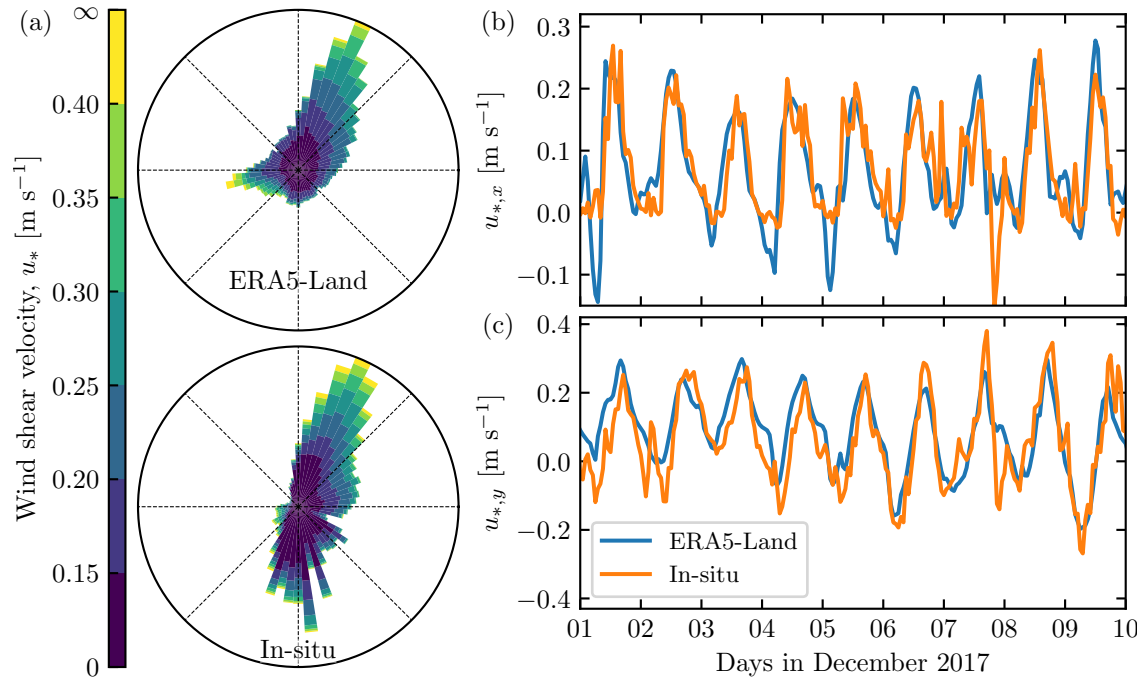 (a)
∞
0.40
0.35
0.30
0.25
0.20
0.15
0
Wind shear velocity, u* [m s⁻¹]
ERA5-Land
In-situ
(b)
0.3
0.2
0.1
0.0
−0.1
u*,x [m s⁻¹]
(c)
0.4
0.2
0.0
−0.2
−0.4
u*,y [m s⁻¹]
ERA5-Land
In-situ
01 02 03 04 05 06 07 08 09 10
Days in December 2017